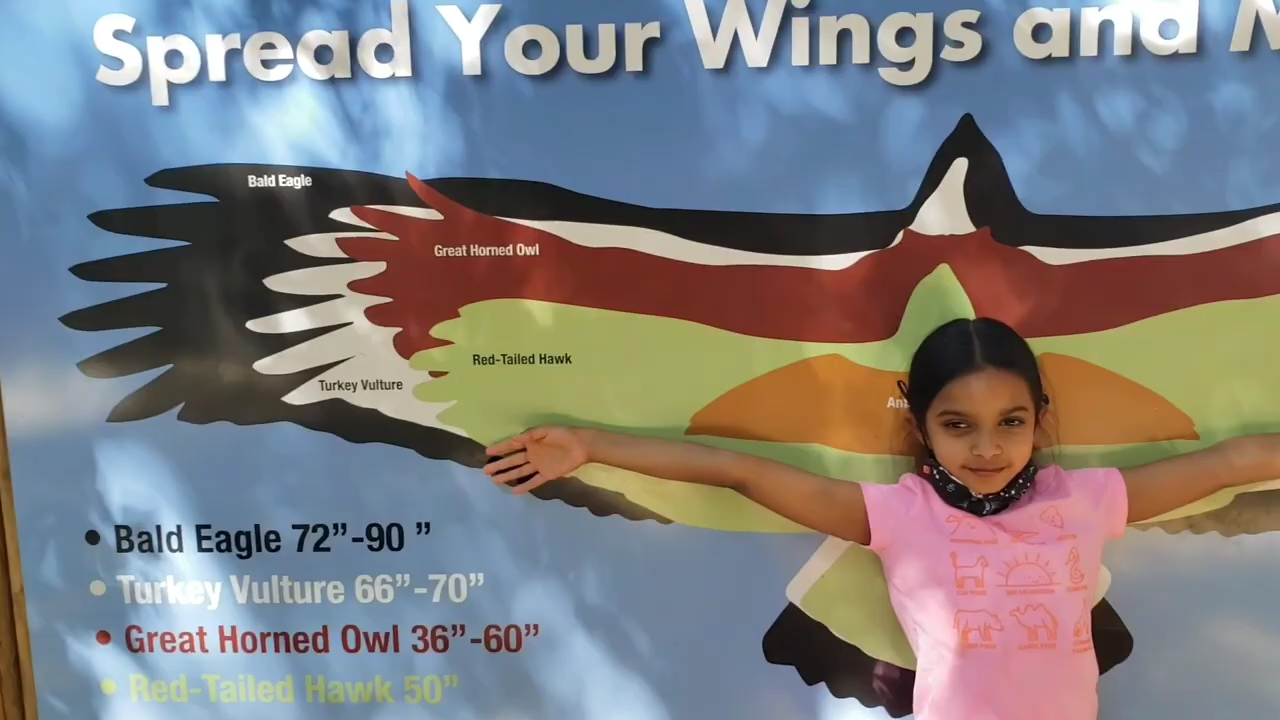 Spread Your Wings and
Bald Eagle
Great Horned Owl
Red-Tailed Hawk
Turkey Vulture
• Bald Eagle 72”-90 ”
• Turkey Vulture 66”-70”
• Great Horned Owl 36”-60”
• Red-Tailed Hawk 50”